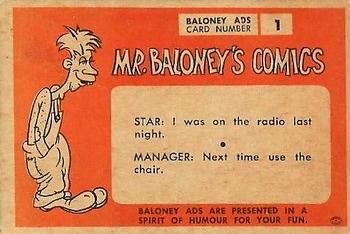 BALONEY ADS
CARD NUMBER 1
MR. BALONEY'S COMICS
STAR: I was on the radio last
night.
MANAGER: Next time use the
chair.
BALONEY ADS ARE PRESENTED IN A
SPIRIT OF HUMOUR FOR YOUR FUN.